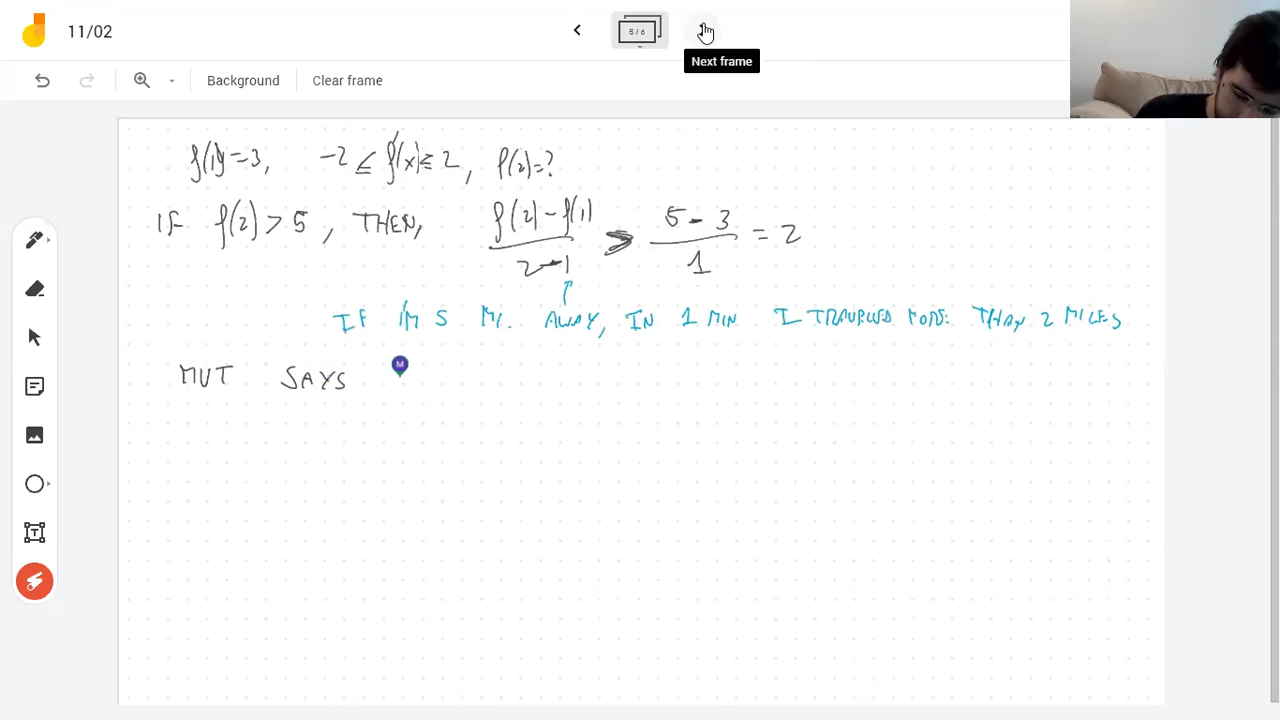 11/02
5 / 6
Next frame
Background
Clear frame
f(1)=3, -2 ≤ f'(x) ≤ 2, f(2)=?
IF f(2) > 5, THEN, f(2)-f(1) / 2-1 > 5-3 / 1 = 2
IF I'M 5 MI. AWAY, IN 1 MIN I TRAVELED MORE THAN 2 MILES
MVT SAYS
M